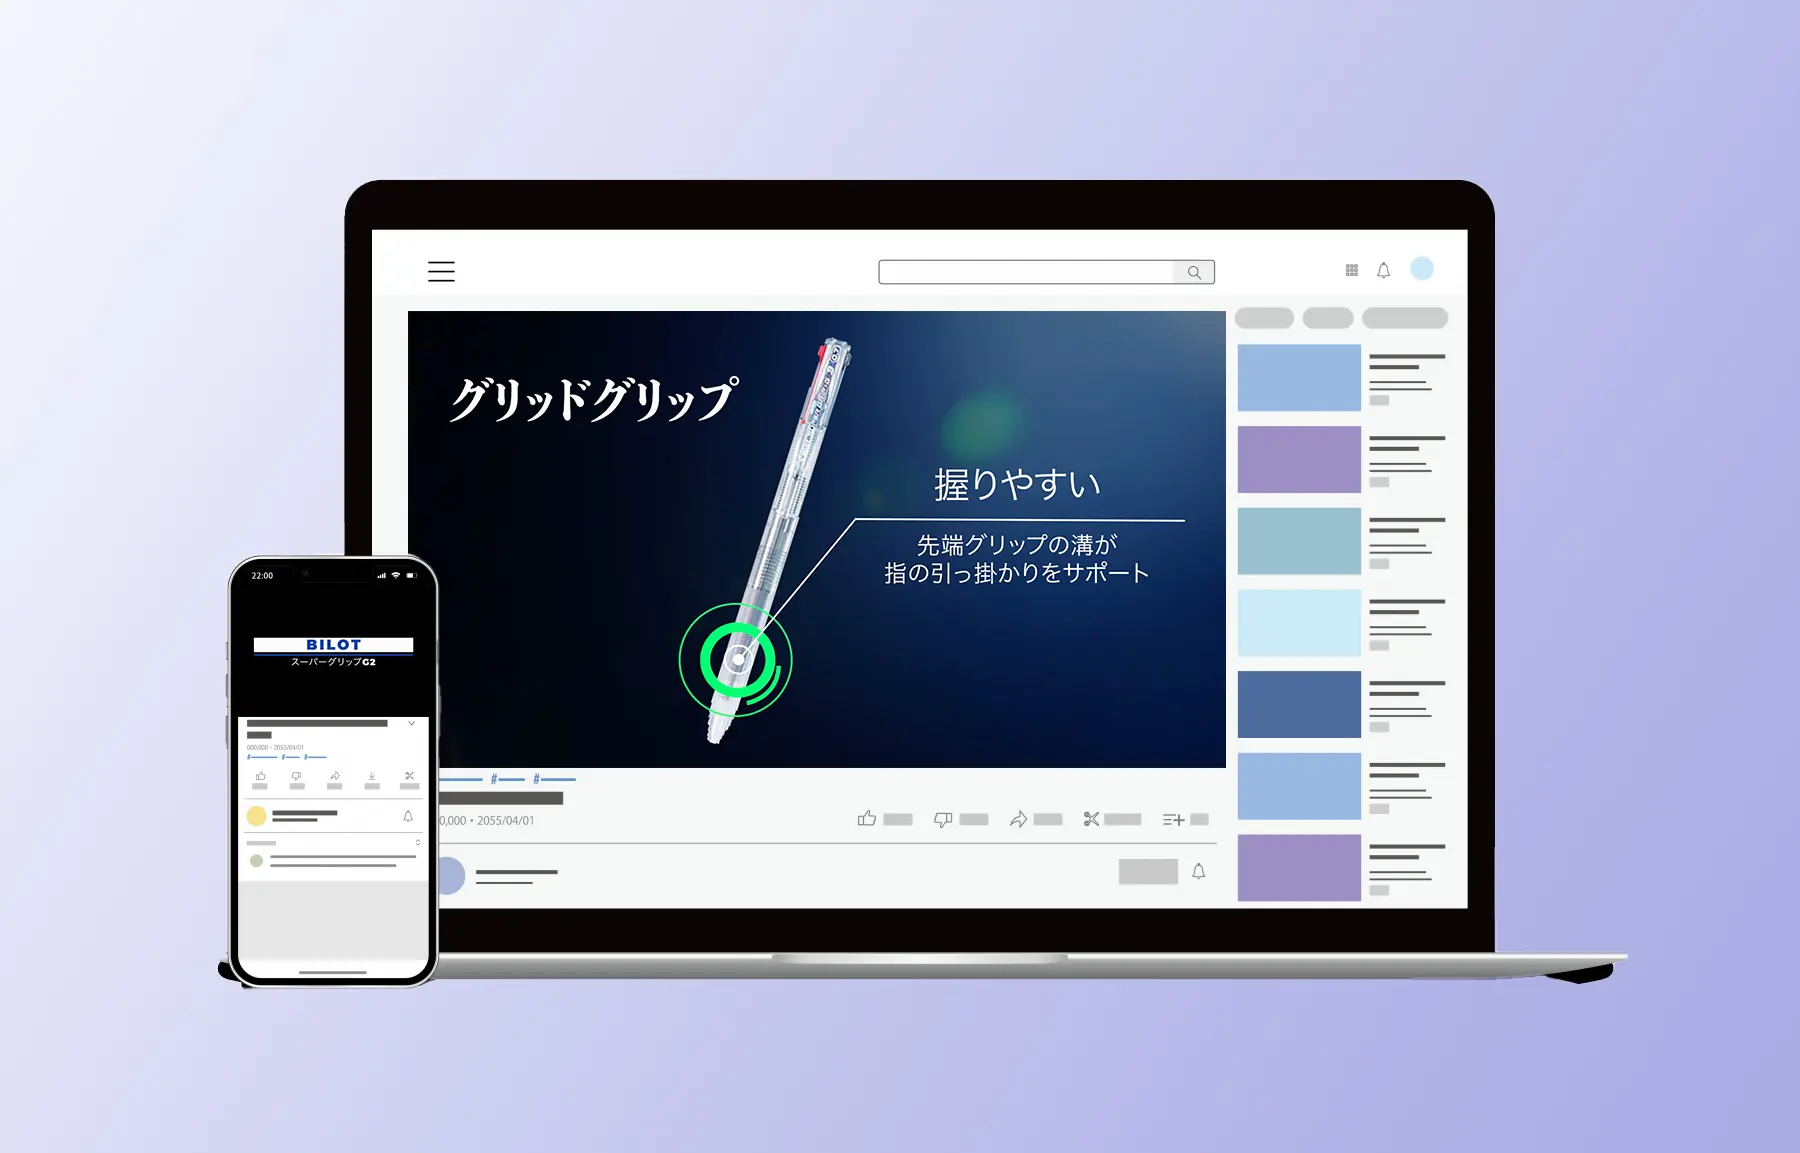 グリッドグリップ
握りやすい
先端グリップの溝が
指の引っ掛かりをサポート
# #
0,000・2055/04/01
22:00
BILOT
スーパーグリップG2
000,000・2055/04/01
# # #